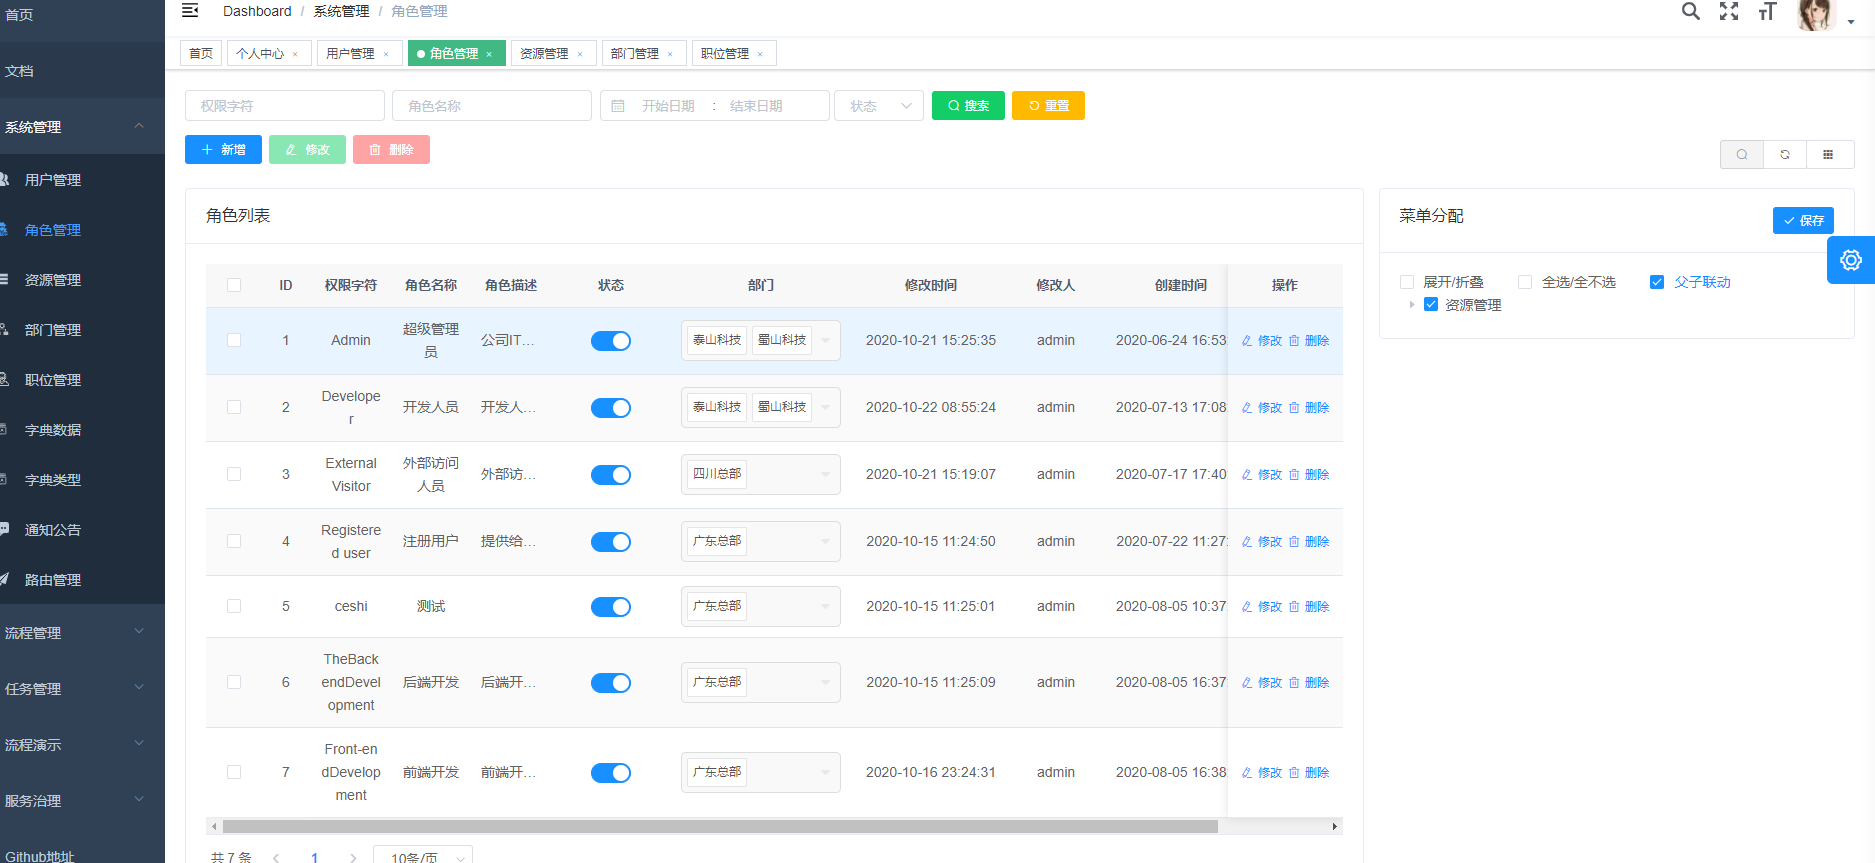 首页
文档
系统管理
用户管理
角色管理
资源管理
部门管理
职位管理
字典数据
字典类型
通知公告
路由管理
流程管理
任务管理
流程演示
服务治理
Github地址
Dashboard / 系统管理 / 角色管理
首页 个人中心 × 用户管理 × 角色管理 × 资源管理 × 部门管理 × 职位管理 ×
权限字符 角色名称 开始日期 : 结束日期 状态 搜索 重置
新增 修改 删除
角色列表
ID 权限字符 角色名称 角色描述 状态 部门 修改时间 修改人 创建时间 操作
1 Admin 超级管理员 公司IT... 泰山科技 蜀山科技 2020-10-21 15:25:35 admin 2020-06-24 16:53: 修改 删除
2 Developer 开发人员 开发人... 泰山科技 蜀山科技 2020-10-22 08:55:24 admin 2020-07-13 17:08: 修改 删除
3 External Visitor 外部访问人员 外部访... 四川总部 2020-10-21 15:19:07 admin 2020-07-17 17:40: 修改 删除
4 Registered user 注册用户 提供给... 广东总部 2020-10-15 11:24:50 admin 2020-07-22 11:27: 修改 删除
5 ceshi 测试 广东总部 2020-10-15 11:25:01 admin 2020-08-05 10:37: 修改 删除
6 TheBackendDevelopment 后端开发 后端开... 广东总部 2020-10-15 11:25:09 admin 2020-08-05 16:37: 修改 删除
7 Front-endDevelopment 前端开发 前端开... 广东总部 2020-10-16 23:24:31 admin 2020-08-05 16:38: 修改 删除
共 7 条 1 10条/页
菜单分配
保存
展开/折叠 全选/全不选 父子联动
资源管理